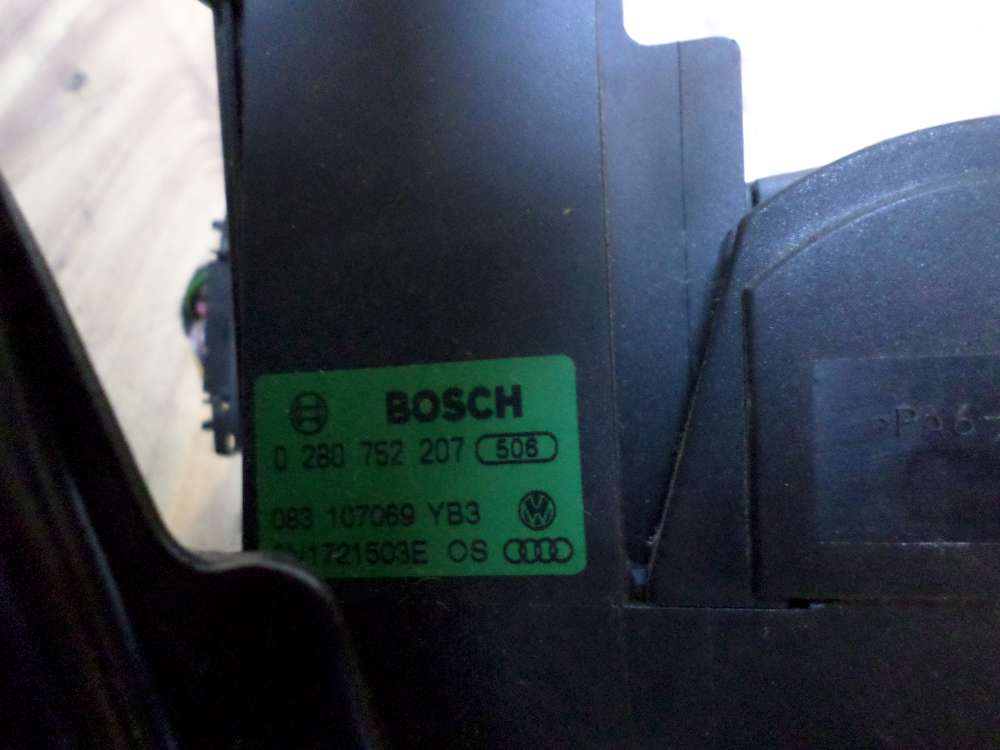 BOSCH
0 280 752 207 506
083 107069 YB3
1721503E OS